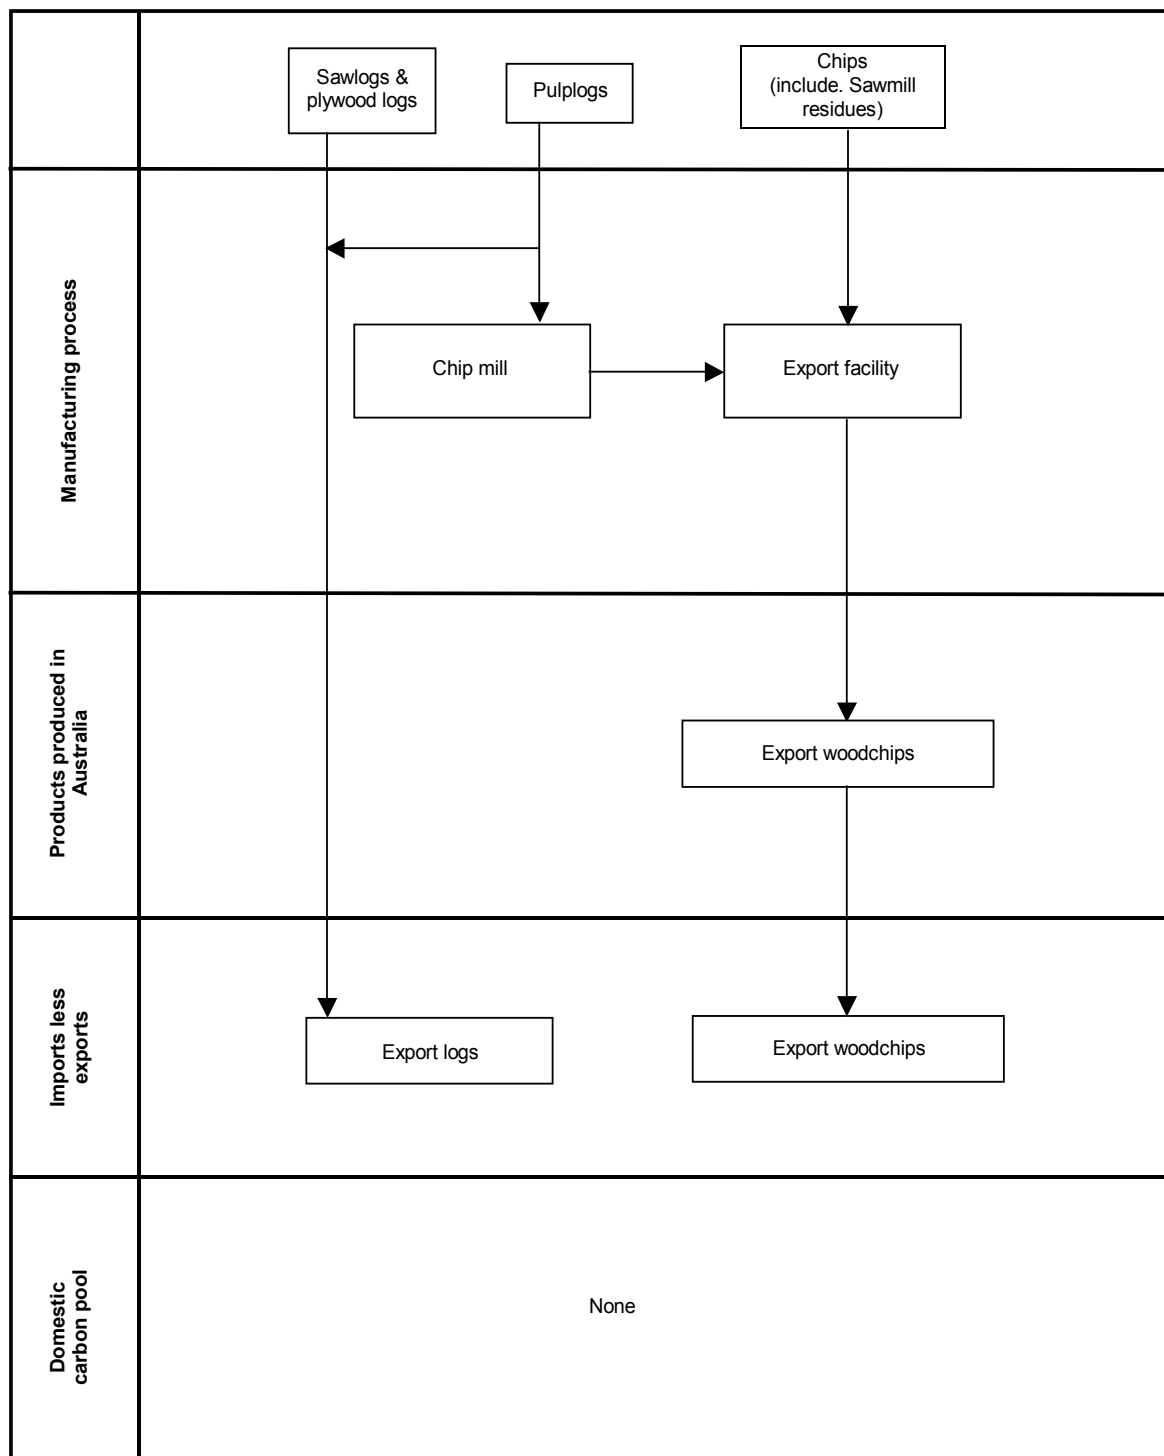 Sawlogs &
plywood logs
Pulplogs
Chips
(include. Sawmill
residues)
Manufacturing process
Chip mill
Export facility
Products produced in
Australia
Export woodchips
Imports less
exports
Export logs
Export woodchips
Domestic
carbon pool
None